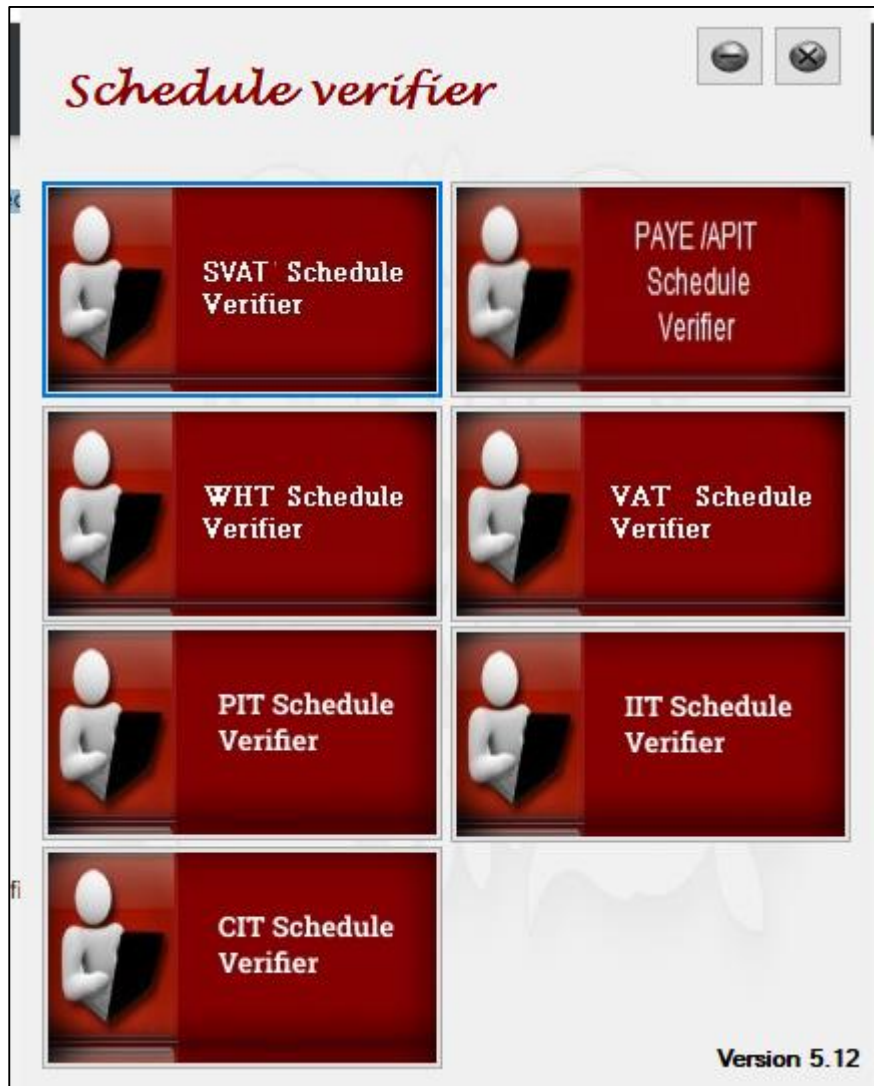 Schedule verifier
SVAT Schedule
Verifier
PAYE /APIT
Schedule
Verifier
WHT Schedule
Verifier
VAT Schedule
Verifier
PIT Schedule
Verifier
IIT Schedule
Verifier
CIT Schedule
Verifier
Version 5.12